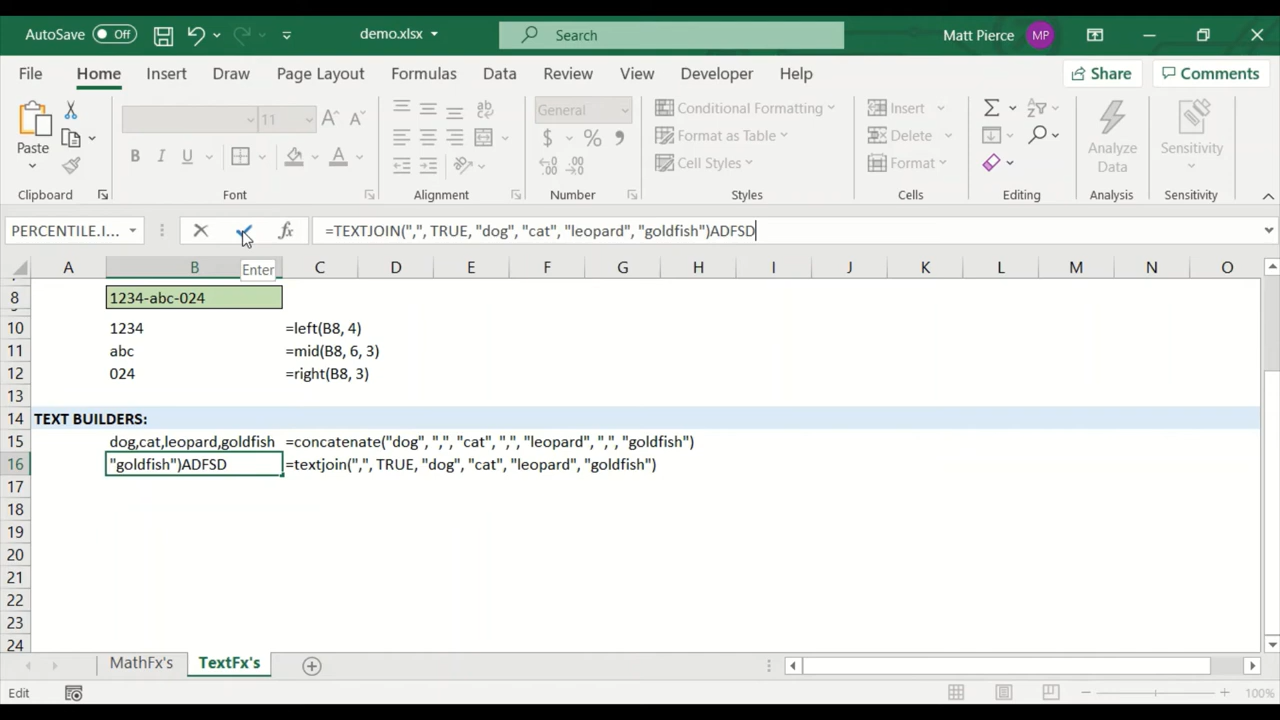 AutoSave Off demo.xlsx Search Matt Pierce MP
File Home Insert Draw Page Layout Formulas Data Review View Developer Help Share Comments
Paste 11 General Conditional Formatting Insert
B I U $ % Format as Table Delete Analyze Data Sensitivity
Cell Styles Format
Clipboard Font Alignment Number Styles Cells Editing Analysis Sensitivity
PERCENTILE.I... fx =TEXTJOIN(",", TRUE, "dog", "cat", "leopard", "goldfish")ADFSD
Enter
A B C D E F G H I J K L M N O
8 1234-abc-024
10 1234 =left(B8, 4)
11 abc =mid(B8, 6, 3)
12 024 =right(B8, 3)
13
14 TEXT BUILDERS:
15 dog,cat,leopard,goldfish =concatenate("dog", ",", "cat", ",", "leopard", ",", "goldfish")
16 "goldfish")ADFSD =textjoin(",", TRUE, "dog", "cat", "leopard", "goldfish")
17
18
19
20
21
22
23
24
MathFx's TextFx's
Edit 100%